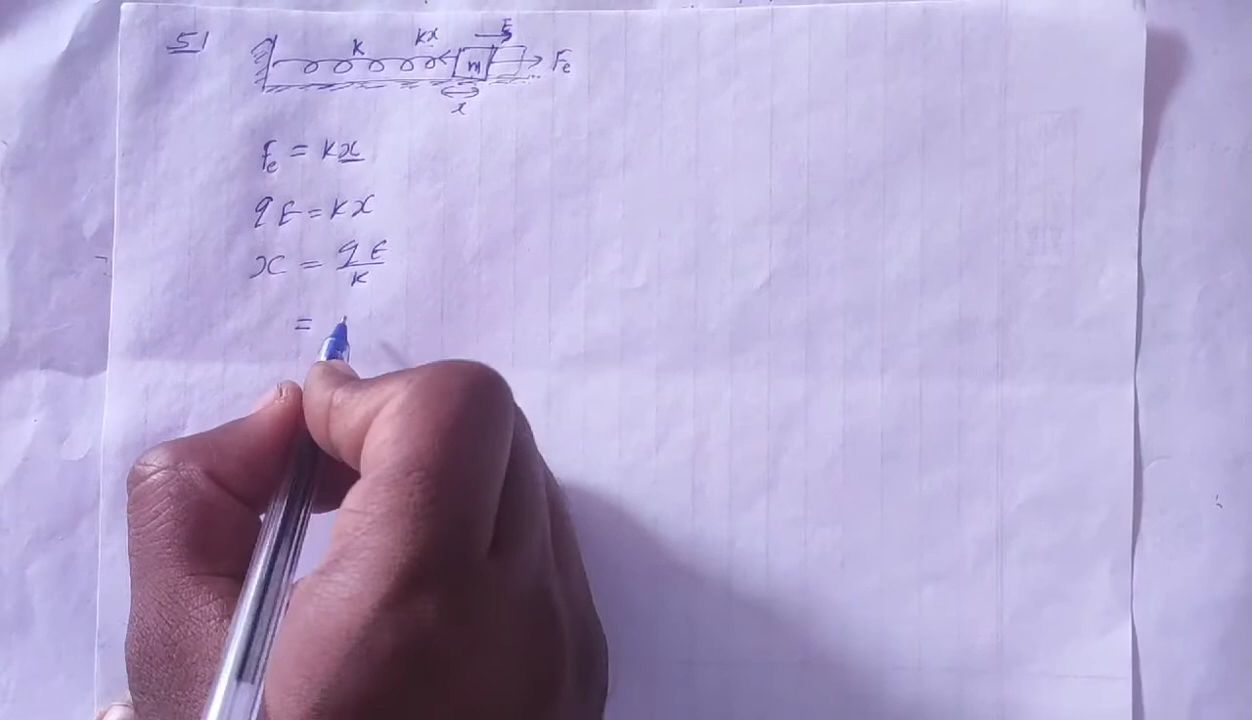 51
K
Kx
E
m
Fe
x
Fe = Kx
qE = Kx
x = qE/K
=